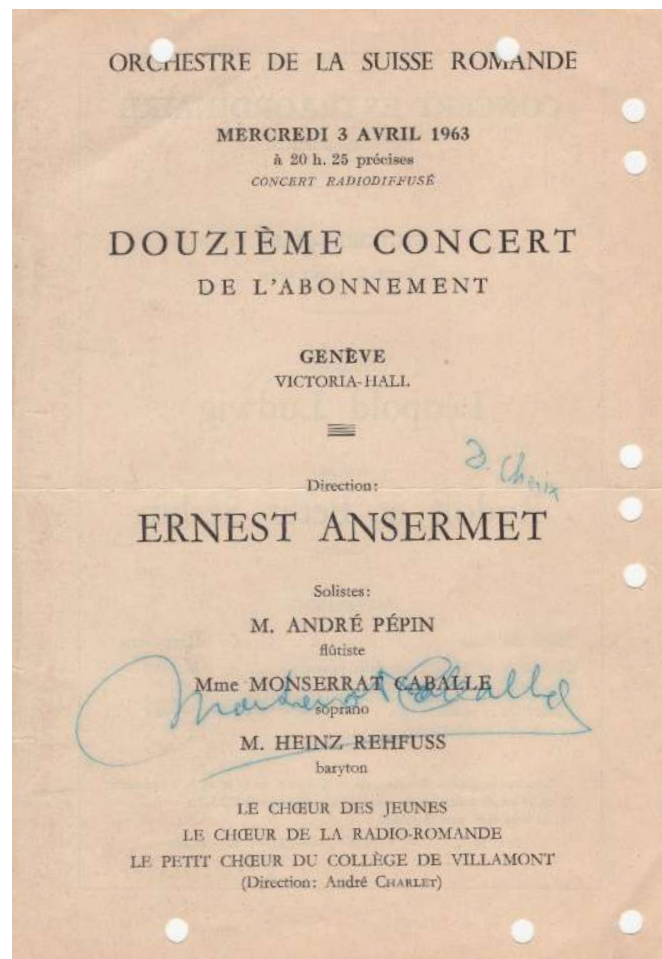 ORCHESTRE DE LA SUISSE ROMANDE
MERCREDI 3 AVRIL 1963
à 20 h. 25 précises
CONCERT RADIODIFFUSÉ
DOUZIÈME CONCERT
DE L'ABONNEMENT
GENÈVE
VICTORIA-HALL
Direction:
ERNEST ANSERMET
Solistes:
M. ANDRÉ PÉPIN
flûtiste
Mme MONSERRAT CABALLE
soprano
M. HEINZ REHFUSS
baryton
LE CHŒUR DES JEUNES
LE CHŒUR DE LA RADIO-ROMANDE
LE PETIT CHŒUR DU COLLÈGE DE VILLAMONT
(Direction: André CHARLET)